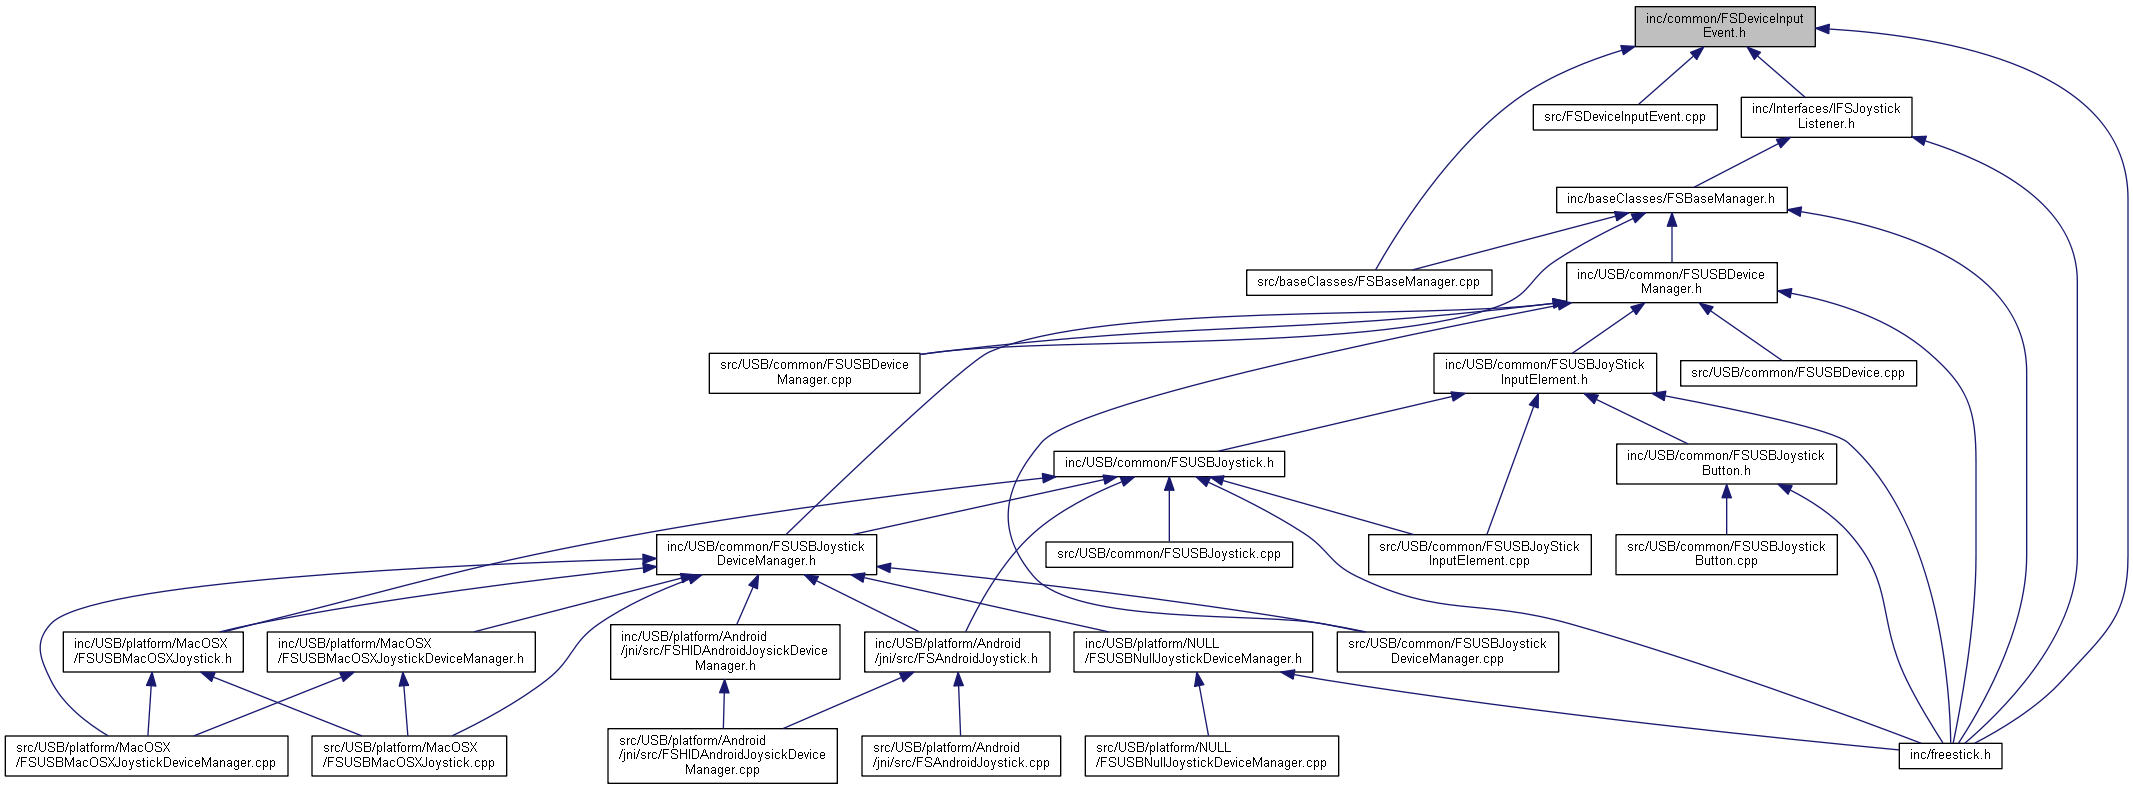 inc/common/FSDeviceInput
Event.h
src/FSDeviceInputEvent.cpp
inc/Interfaces/IFSJoystick
Listener.h
inc/baseClasses/FSBaseManager.h
src/baseClasses/FSBaseManager.cpp
inc/USB/common/FSUSBDevice
Manager.h
src/USB/common/FSUSBDevice
Manager.cpp
inc/USB/common/FSUSBJoyStick
InputElement.h
src/USB/common/FSUSBDevice.cpp
inc/USB/common/FSUSBJoystick.h
inc/USB/common/FSUSBJoystick
Button.h
inc/USB/common/FSUSBJoystick
DeviceManager.h
src/USB/common/FSUSBJoystick.cpp
src/USB/common/FSUSBJoyStick
InputElement.cpp
src/USB/common/FSUSBJoystick
Button.cpp
inc/USB/platform/MacOSX
/FSUSBMacOSXJoystick.h
inc/USB/platform/MacOSX
/FSUSBMacOSXJoystickDeviceManager.h
inc/USB/platform/Android
/jni/src/FSHIDAndroidJoysickDevice
Manager.h
inc/USB/platform/Android
/jni/src/FSAndroidJoystick.h
inc/USB/platform/NULL
/FSUSBNullJoystickDeviceManager.h
src/USB/common/FSUSBJoystick
DeviceManager.cpp
src/USB/platform/MacOSX
/FSUSBMacOSXJoystickDeviceManager.cpp
src/USB/platform/MacOSX
/FSUSBMacOSXJoystick.cpp
src/USB/platform/Android
/jni/src/FSHIDAndroidJoysickDevice
Manager.cpp
src/USB/platform/Android
/jni/src/FSAndroidJoystick.cpp
src/USB/platform/NULL
/FSUSBNullJoystickDeviceManager.cpp
inc/freestick.h